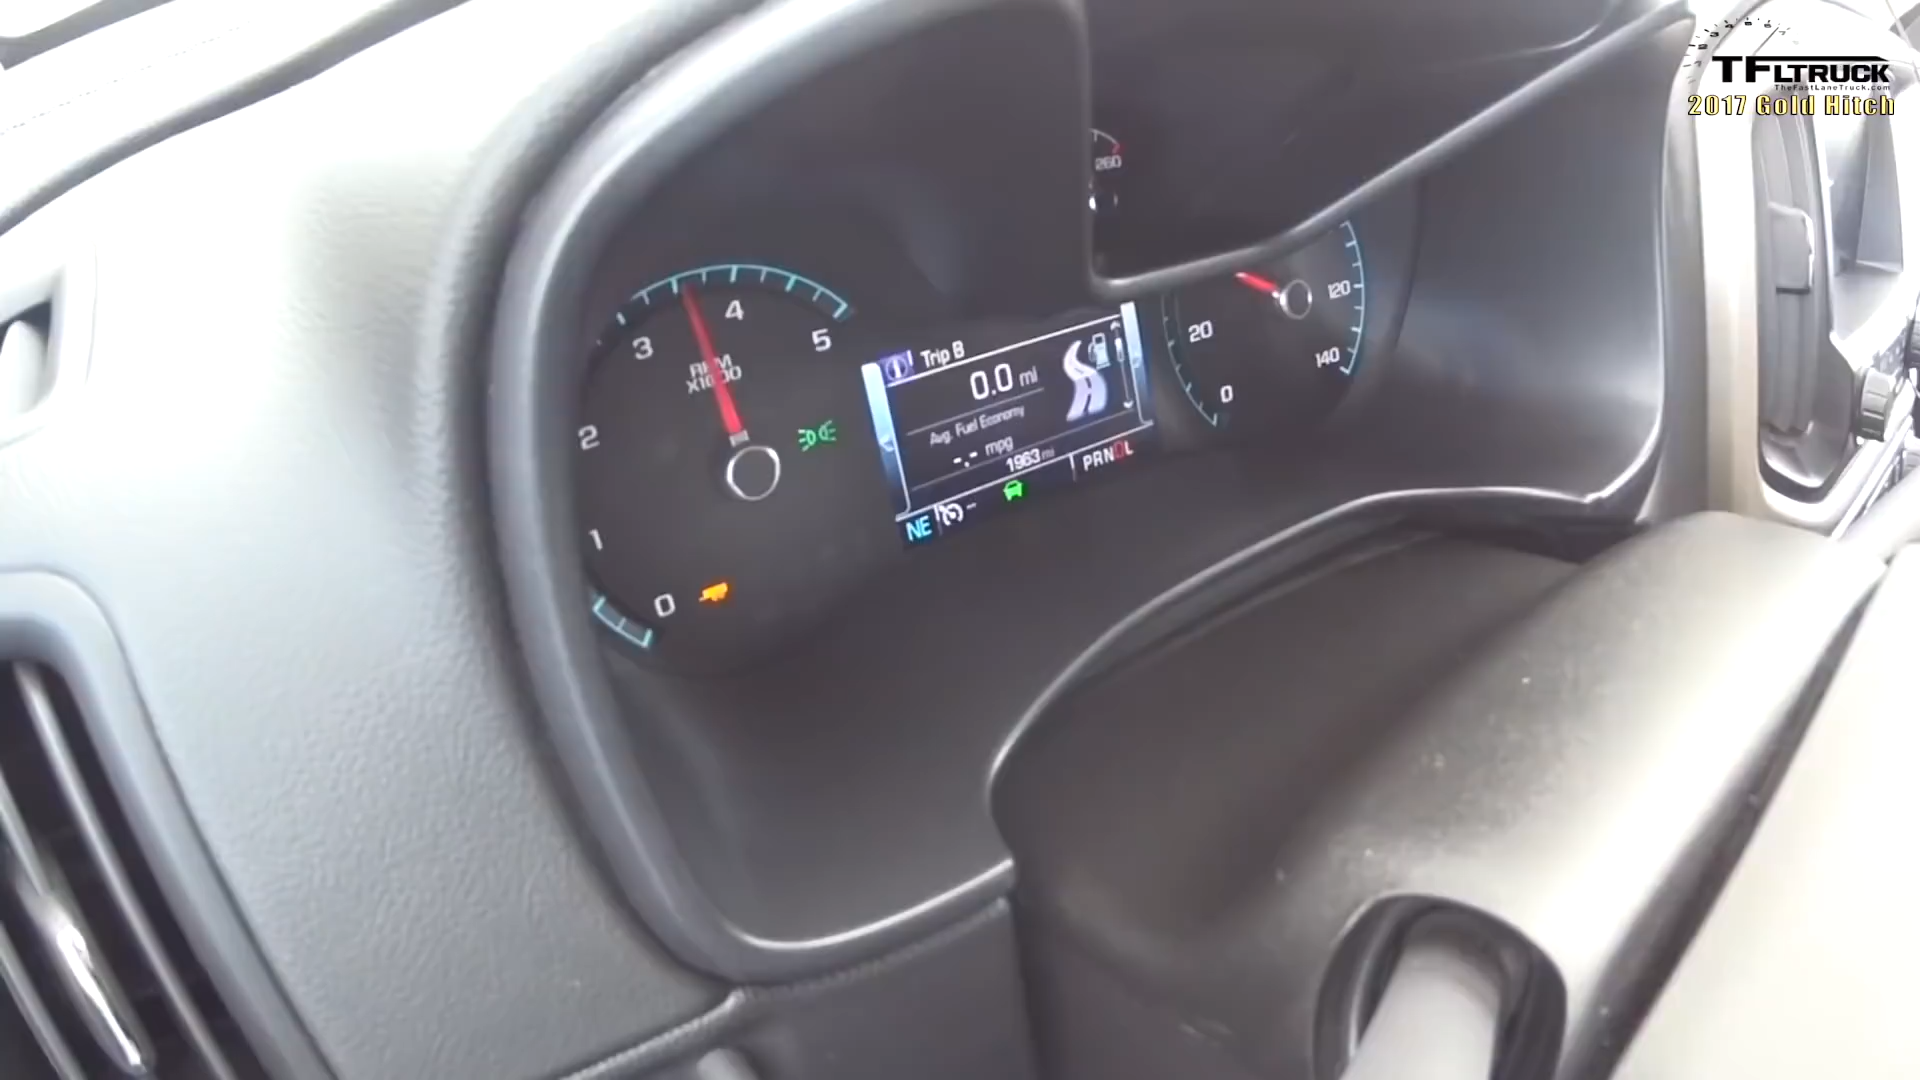 TFLTRUCK
TheFastLaneTruck.com
2017 Gold Hitch
260
0
1
2
3
4
5
RPM
X1000
Trip B
0.0 mi
Avg. Fuel Economy
-.- mpg
1963 mi
PRNDL
NE
--
0
20
120
140